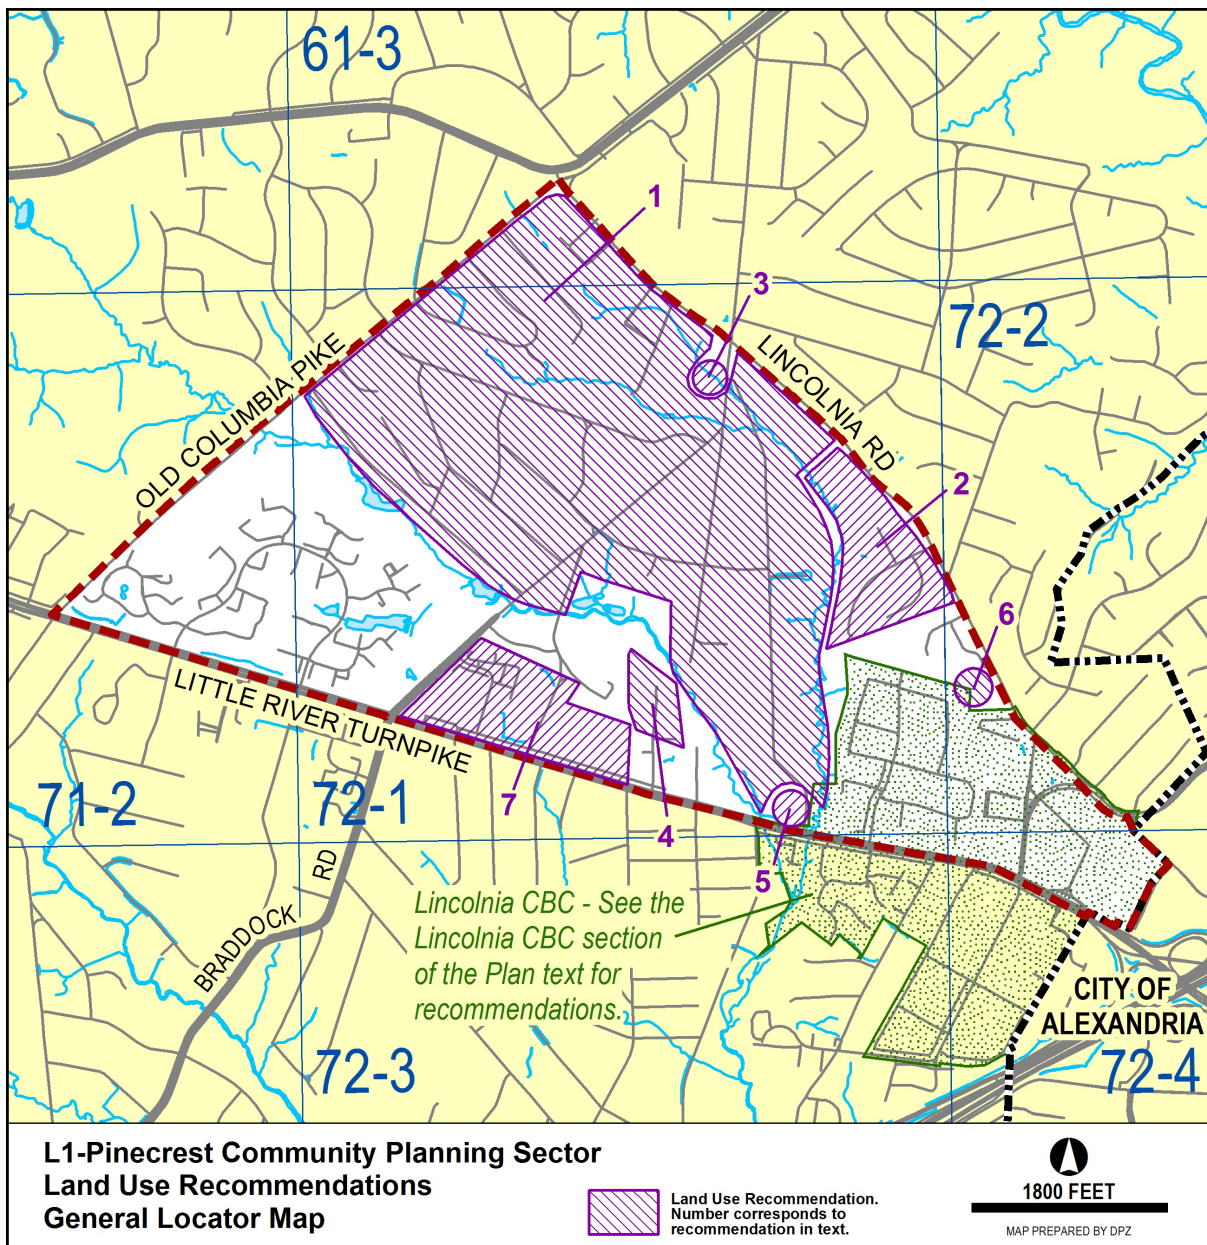 61-3
1
3
72-2
OLD COLUMBIA PIKE
LINCOLNIA RD
2
6
LITTLE RIVER TURNPIKE
71-2
72-1
7
4
5
BRADDOCK RD
Lincolnia CBC - See the
Lincolnia CBC section
of the Plan text for
recommendations.
CITY OF
ALEXANDRIA
72-3
72-4
L1-Pinecrest Community Planning Sector
Land Use Recommendations
General Locator Map
Land Use Recommendation.
Number corresponds to
recommendation in text.
1800 FEET
MAP PREPARED BY DPZ